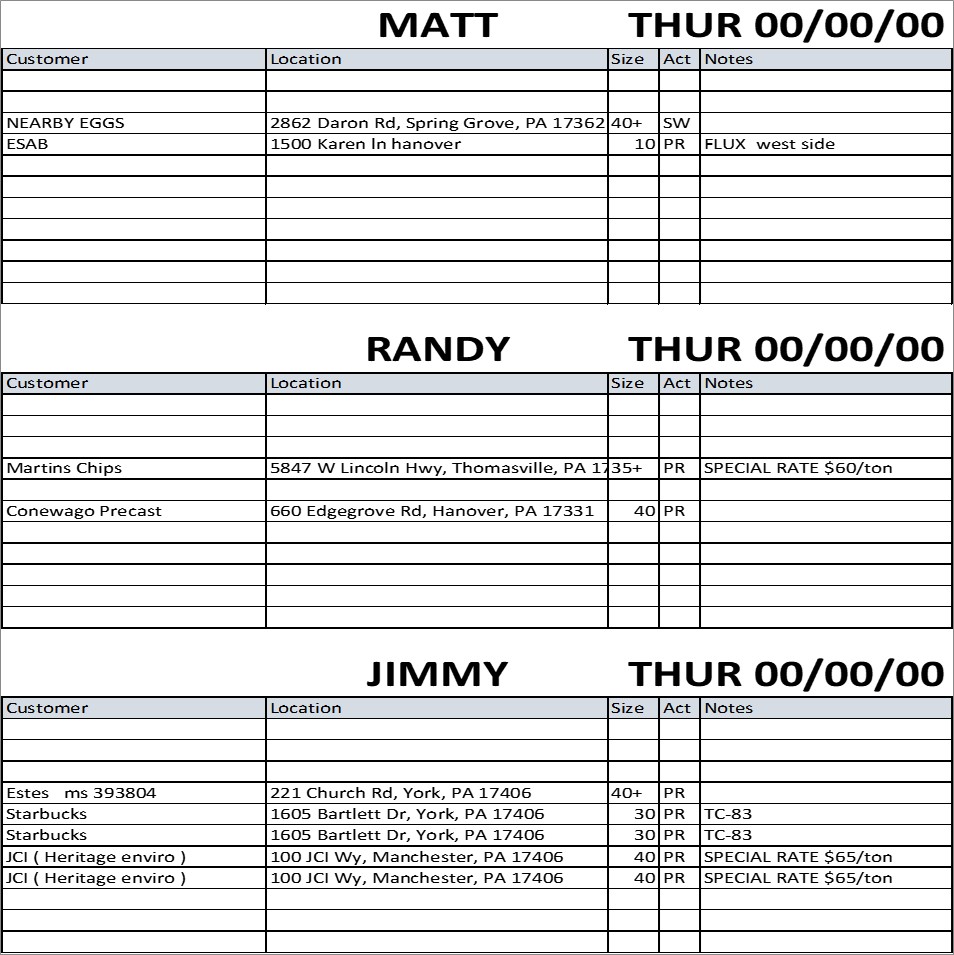 MATT THUR 00/00/00
Customer Location Size Act Notes
NEARBY EGGS 2862 Daron Rd, Spring Grove, PA 17362 40+ SW
ESAB 1500 Karen ln hanover 10 PR FLUX west side
RANDY THUR 00/00/00
Customer Location Size Act Notes
Martins Chips 5847 W Lincoln Hwy, Thomasville, PA 17 35+ PR SPECIAL RATE $60/ton
Conewago Precast 660 Edgegrove Rd, Hanover, PA 17331 40 PR
JIMMY THUR 00/00/00
Customer Location Size Act Notes
Estes ms 393804 221 Church Rd, York, PA 17406 40+ PR
Starbucks 1605 Bartlett Dr, York, PA 17406 30 PR TC-83
Starbucks 1605 Bartlett Dr, York, PA 17406 30 PR TC-83
JCI ( Heritage enviro ) 100 JCI Wy, Manchester, PA 17406 40 PR SPECIAL RATE $65/ton
JCI ( Heritage enviro ) 100 JCI Wy, Manchester, PA 17406 40 PR SPECIAL RATE $65/ton